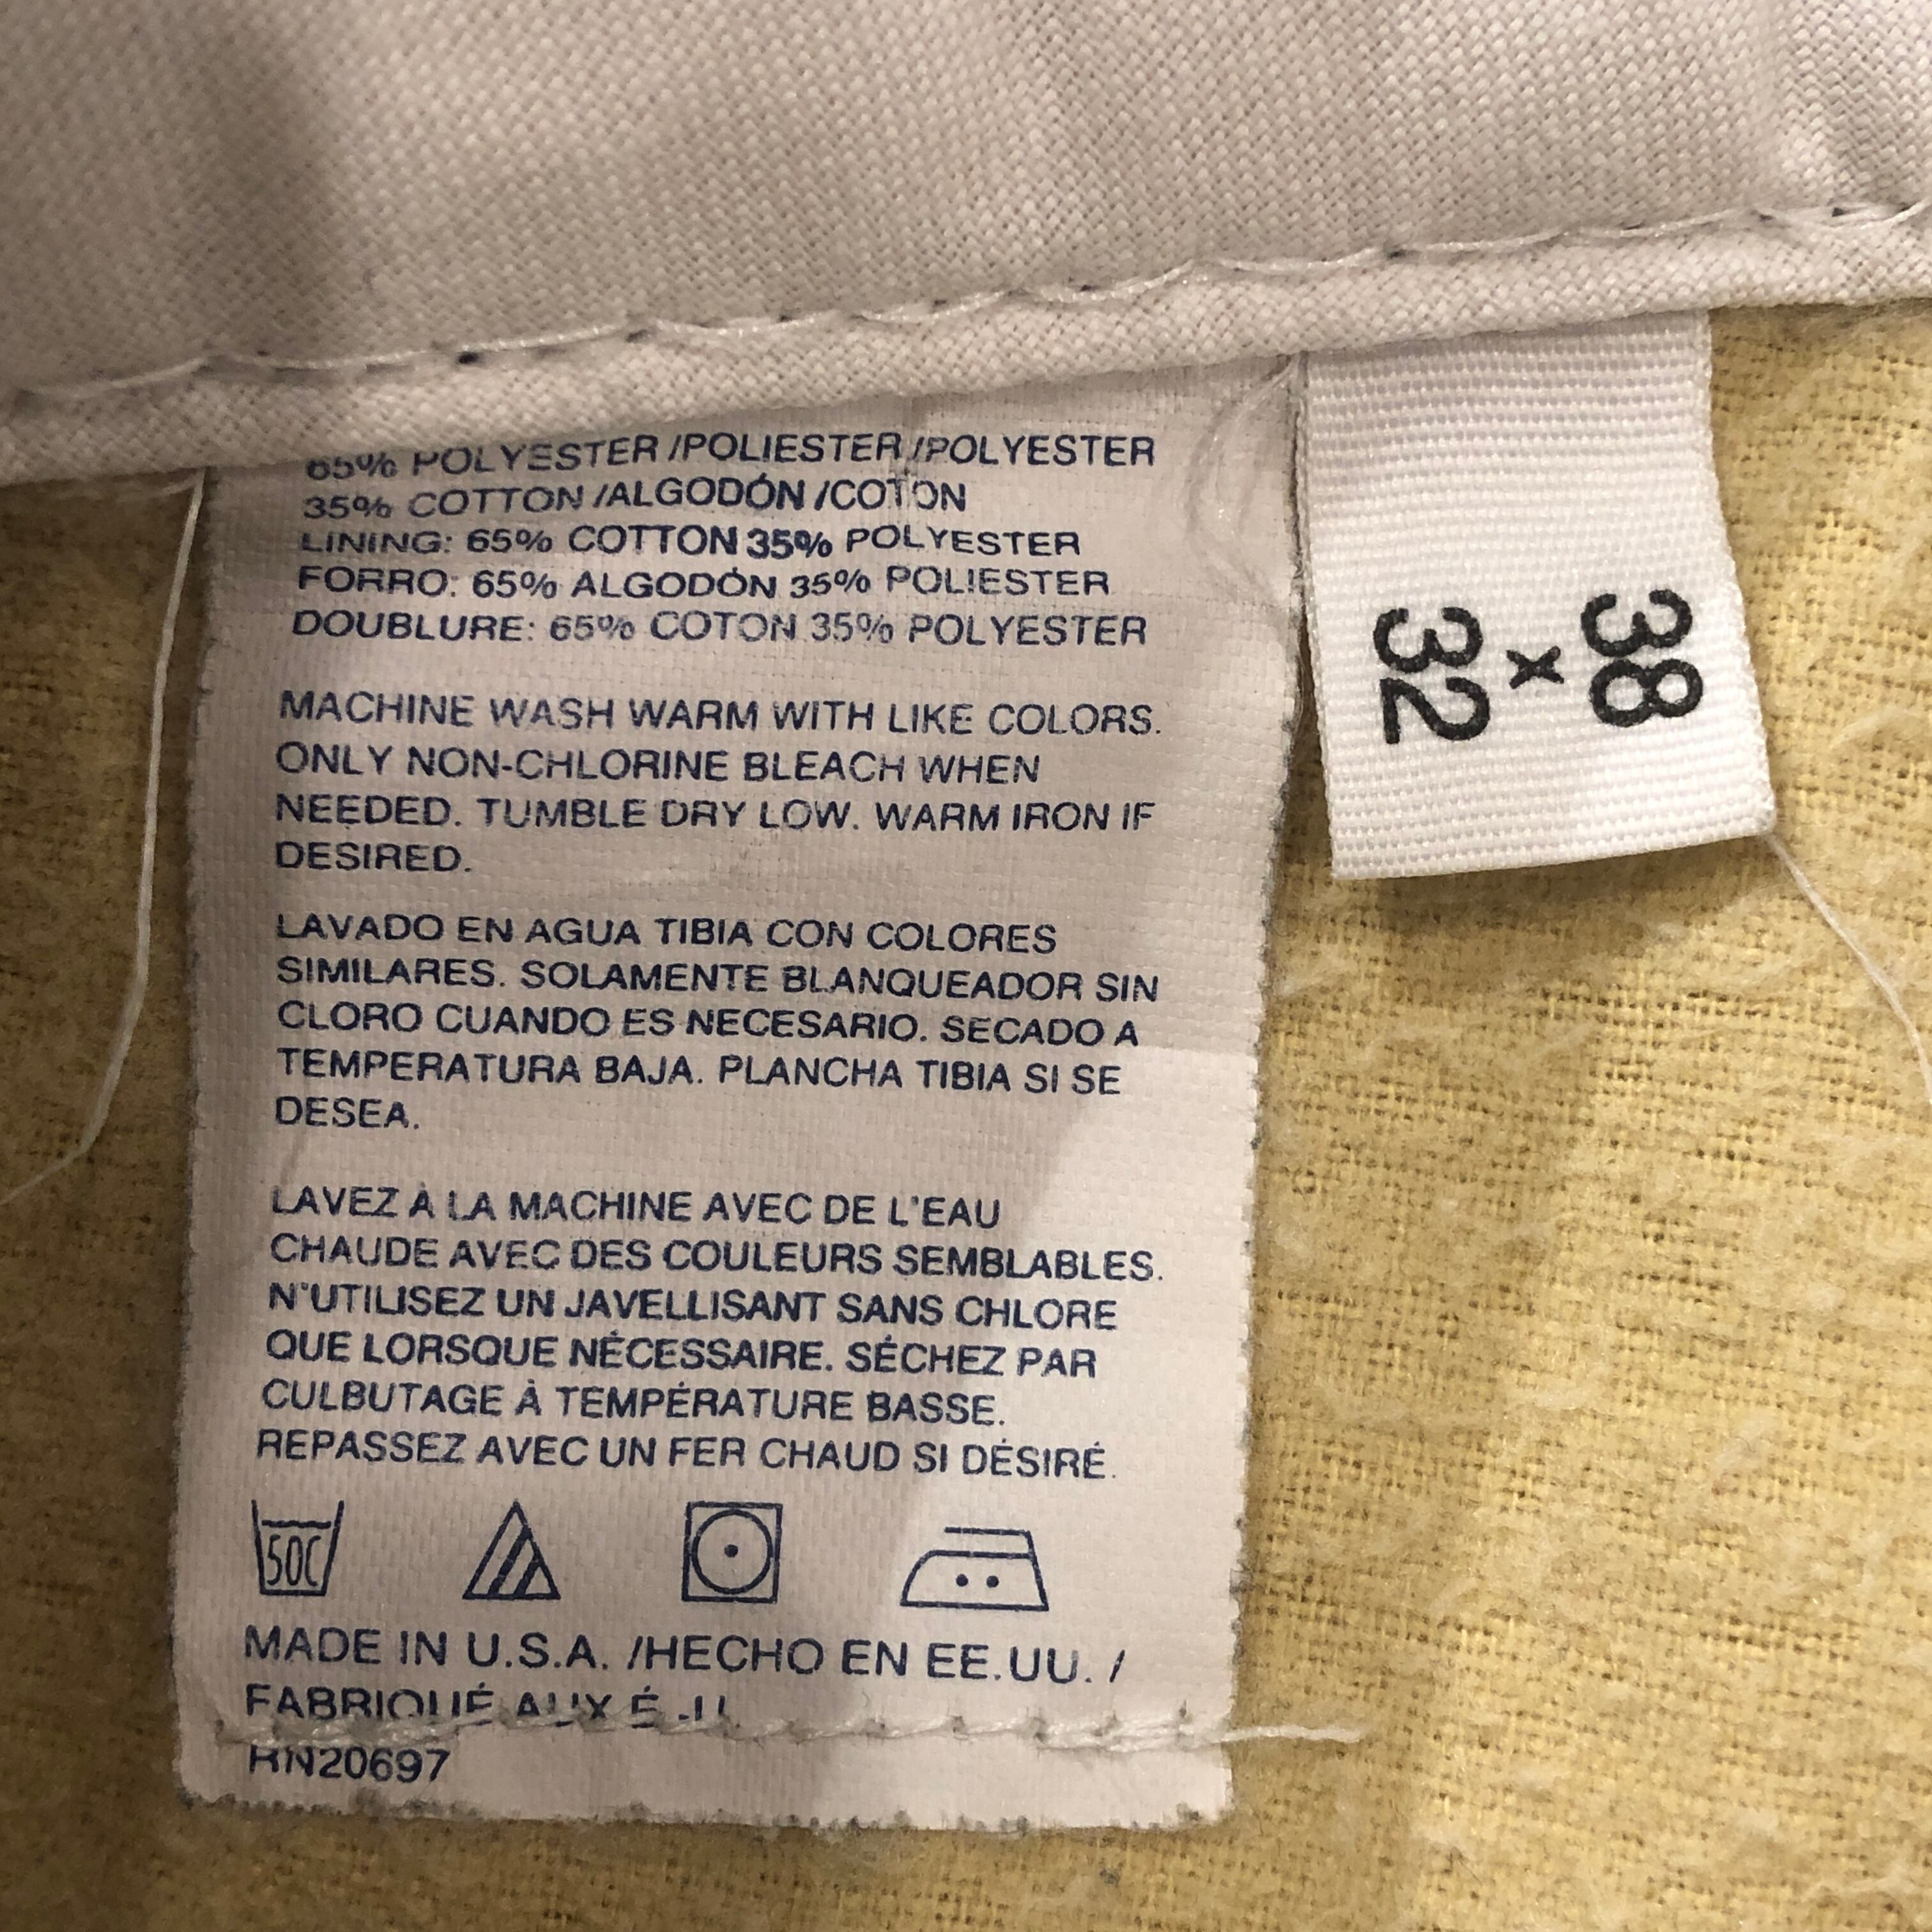 65% POLYESTER /POLIESTER /POLYESTER
35% COTTON /ALGODÓN /COTON
LINING: 65% COTTON 35% POLYESTER
FORRO: 65% ALGODÓN 35% POLIESTER
DOUBLURE: 65% COTON 35% POLYESTER
MACHINE WASH WARM WITH LIKE COLORS.
ONLY NON-CHLORINE BLEACH WHEN
NEEDED. TUMBLE DRY LOW. WARM IRON IF
DESIRED.
LAVADO EN AGUA TIBIA CON COLORES
SIMILARES. SOLAMENTE BLANQUEADOR SIN
CLORO CUANDO ES NECESARIO. SECADO A
TEMPERATURA BAJA. PLANCHA TIBIA SI SE
DESEA.
LAVEZ À LA MACHINE AVEC DE L'EAU
CHAUDE AVEC DES COULEURS SEMBLABLES.
N'UTILISEZ UN JAVELLISANT SANS CHLORE
QUE LORSQUE NÉCESSAIRE. SÉCHEZ PAR
CULBUTAGE À TEMPÉRATURE BASSE.
REPASSEZ AVEC UN FER CHAUD SI DÉSIRÉ.
50C
MADE IN U.S.A. /HECHO EN EE.UU. /
FABRIQUÉ AUX É.-U.
RN20697
38
x
32